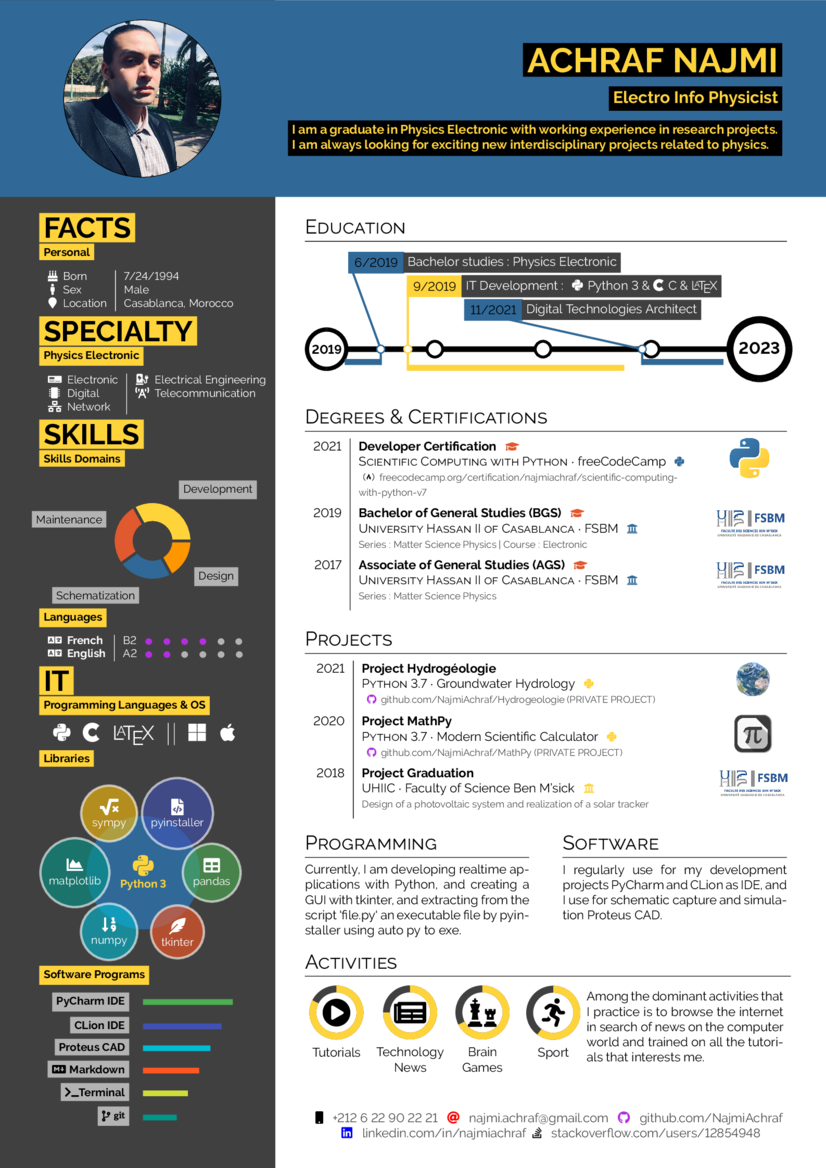 ACHRAF NAJMI
Electro Info Physicist
I am a graduate in Physics Electronic with working experience in research projects.
I am always looking for exciting new interdisciplinary projects related to physics.
FACTS
Personal
Born 7/24/1994
Sex Male
Location Casablanca, Morocco
SPECIALTY
Physics Electronic
Electronic Electrical Engineering
Digital Telecommunication
Network
SKILLS
Skills Domains
Development
Maintenance
Design
Schematization
Languages
French B2
English A2
IT
Programming Languages & OS
LATEX
Libraries
sympy pyinstaller
matplotlib Python 3 pandas
numpy tkinter
Software Programs
PyCharm IDE
CLion IDE
Proteus CAD
Markdown
>_Terminal
git
EDUCATION
6/2019 Bachelor studies : Physics Electronic
9/2019 IT Development : Python 3 & C & LATEX
11/2021 Digital Technologies Architect
2019 2023
DEGREES & CERTIFICATIONS
2021 Developer Certification
SCIENTIFIC COMPUTING WITH PYTHON · freeCodeCamp
(A) freecodecamp.org/certification/najmiachraf/scientific-computing-
with-python-v7
2019 Bachelor of General Studies (BGS)
UNIVERSITY HASSAN II OF CASABLANCA · FSBM
Series : Matter Science Physics | Course : Electronic
FSBM
2017 Associate of General Studies (AGS)
UNIVERSITY HASSAN II OF CASABLANCA · FSBM
Series : Matter Science Physics
FSBM
PROJECTS
2021 Project Hydrogéologie
PYTHON 3.7 · Groundwater Hydrology
github.com/NajmiAchraf/Hydrogeologie (PRIVATE PROJECT)
2020 Project MathPy
PYTHON 3.7 · Modern Scientific Calculator
github.com/NajmiAchraf/MathPy (PRIVATE PROJECT)
π
2018 Project Graduation
UHIIC · Faculty of Science Ben M'sick
Design of a photovoltaic system and realization of a solar tracker
FSBM
PROGRAMMING
Currently, I am developing realtime ap-
plications with Python, and creating a
GUI with tkinter, and extracting from the
script 'file.py' an executable file by pyin-
staller using auto py to exe.
SOFTWARE
I regularly use for my development
projects PyCharm and CLion as IDE, and
I use for schematic capture and simula-
tion Proteus CAD.
ACTIVITIES
Tutorials
Technology
News
Brain
Games
Sport
Among the dominant activities that
I practice is to browse the internet
in search of news on the computer
world and trained on all the tutori-
als that interests me.
+212 6 22 90 22 21 najmi.achraf@gmail.com github.com/NajmiAchraf
linkedin.com/in/najmiachraf stackoverflow.com/users/12854948